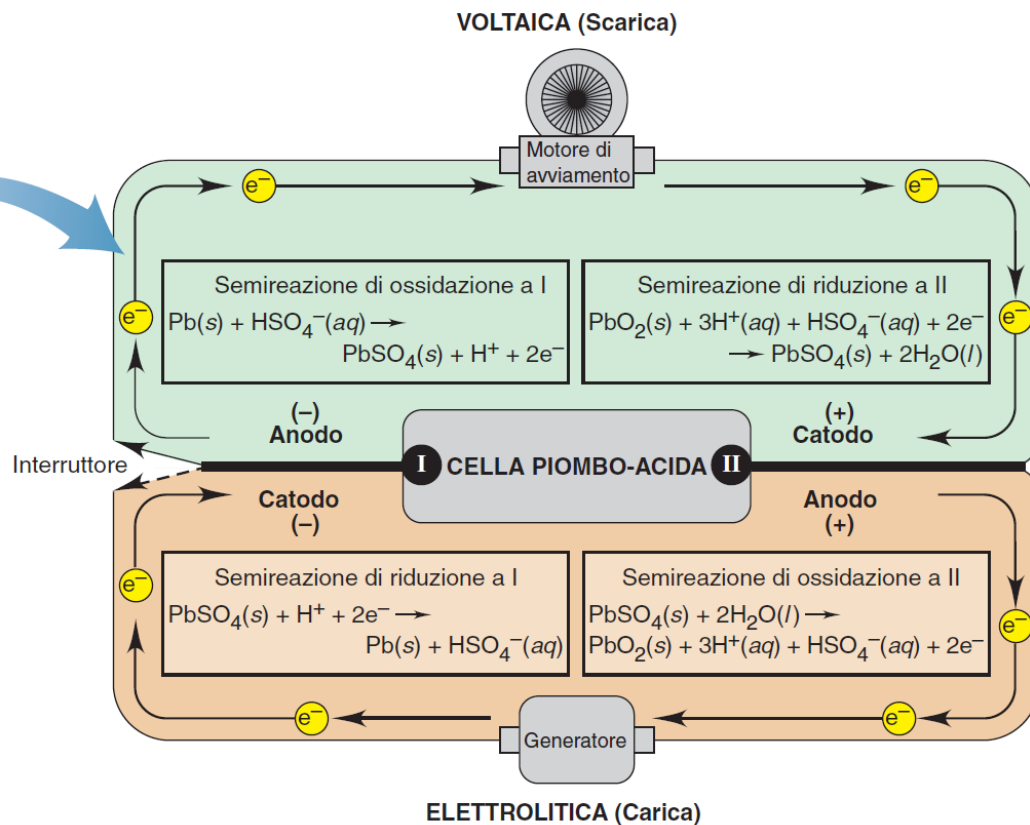 VOLTAICA (Scarica)
Motore di
avviamento
e⁻
e⁻
e⁻
e⁻
Semireazione di ossidazione a I
Pb(s) + HSO₄⁻(aq) ⟶
PbSO₄(s) + H⁺ + 2e⁻
Semireazione di riduzione a II
PbO₂(s) + 3H⁺(aq) + HSO₄⁻(aq) + 2e⁻
⟶ PbSO₄(s) + 2H₂O(l)
(–)
Anodo
(+)
Catodo
Interruttore
I CELLA PIOMBO-ACIDA II
Catodo
(–)
Anodo
(+)
e⁻
e⁻
Semireazione di riduzione a I
PbSO₄(s) + H⁺ + 2e⁻ ⟶
Pb(s) + HSO₄⁻(aq)
Semireazione di ossidazione a II
PbSO₄(s) + 2H₂O(l) ⟶
PbO₂(s) + 3H⁺(aq) + HSO₄⁻(aq) + 2e⁻
e⁻
e⁻
Generatore
ELETTROLITICA (Carica)